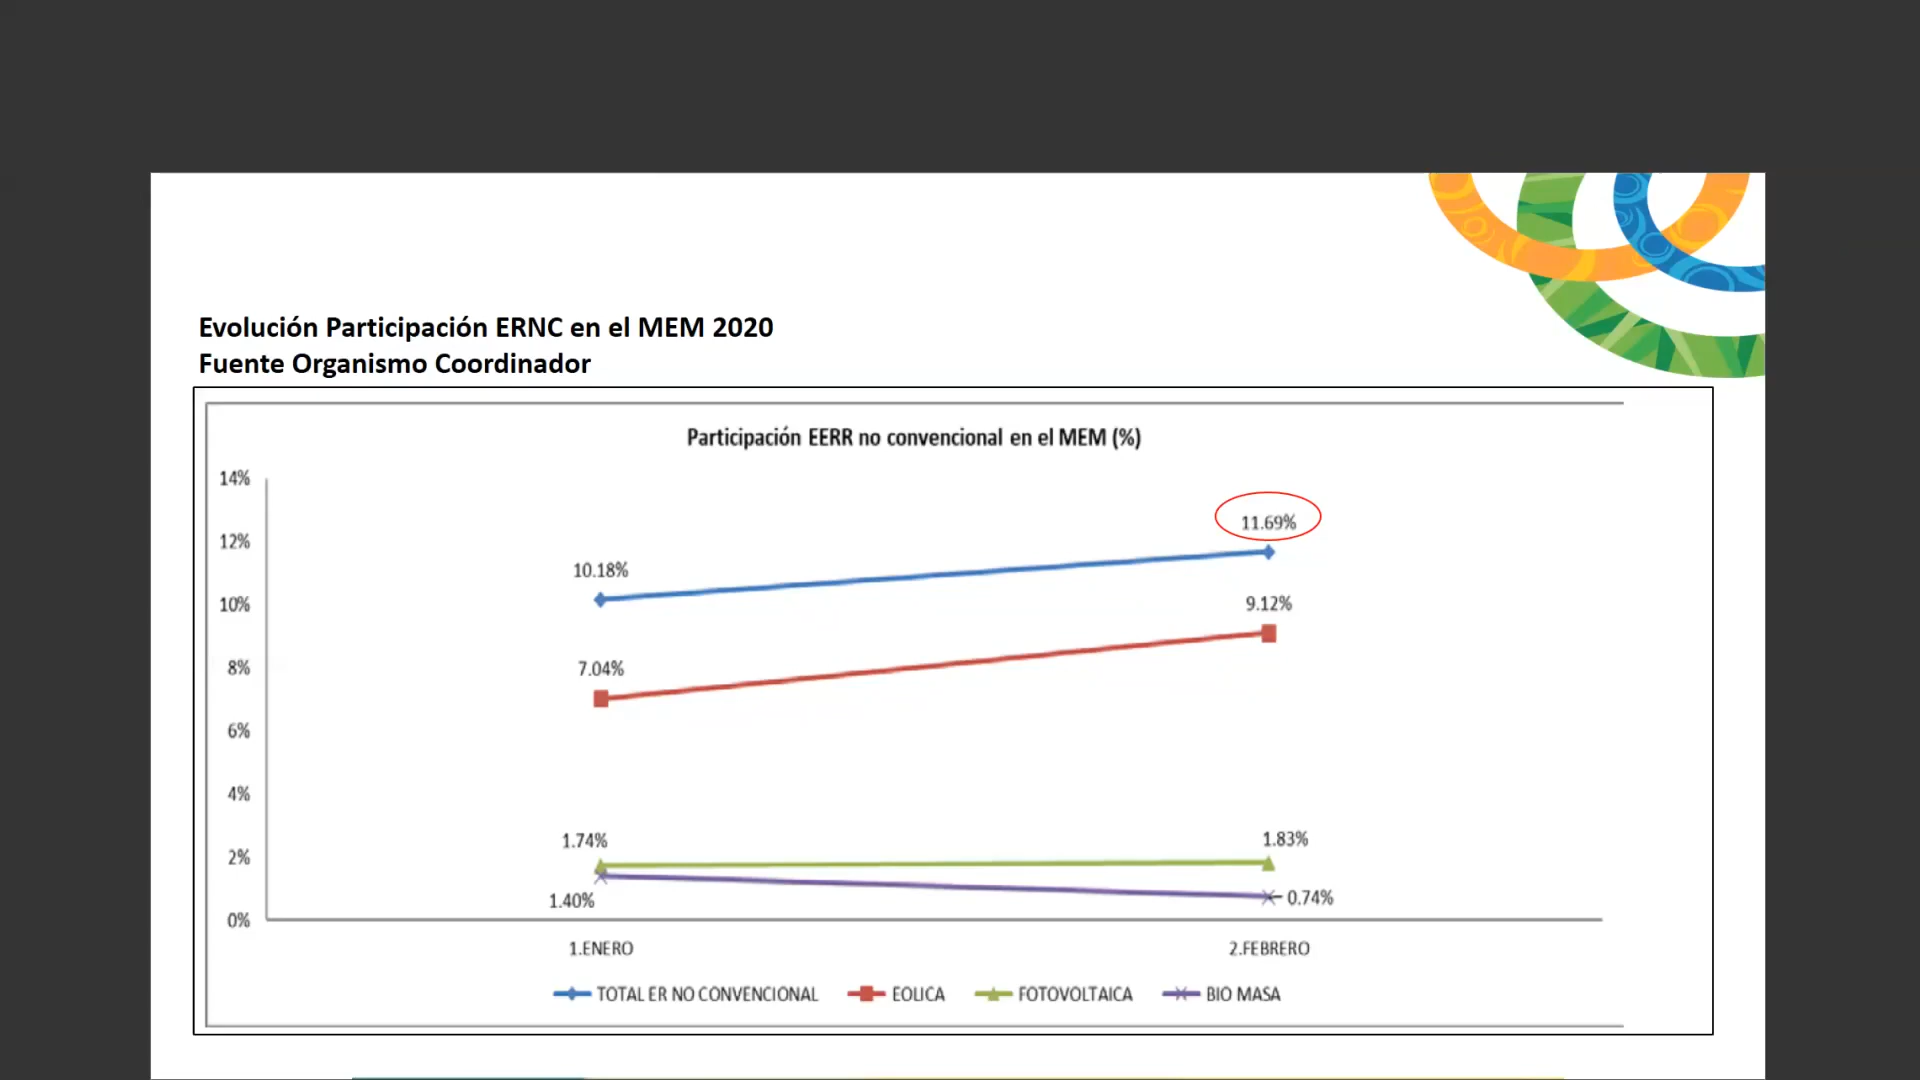 Evolución Participación ERNC en el MEM 2020
Fuente Organismo Coordinador
Participación EERR no convencional en el MEM (%)
14%
12%
10%
8%
6%
4%
2%
0%
10.18%
11.69%
7.04%
9.12%
1.74%
1.83%
1.40%
0.74%
1.ENERO
2.FEBRERO
TOTAL ER NO CONVENCIONAL
EOLICA
FOTOVOLTAICA
BIO MASA